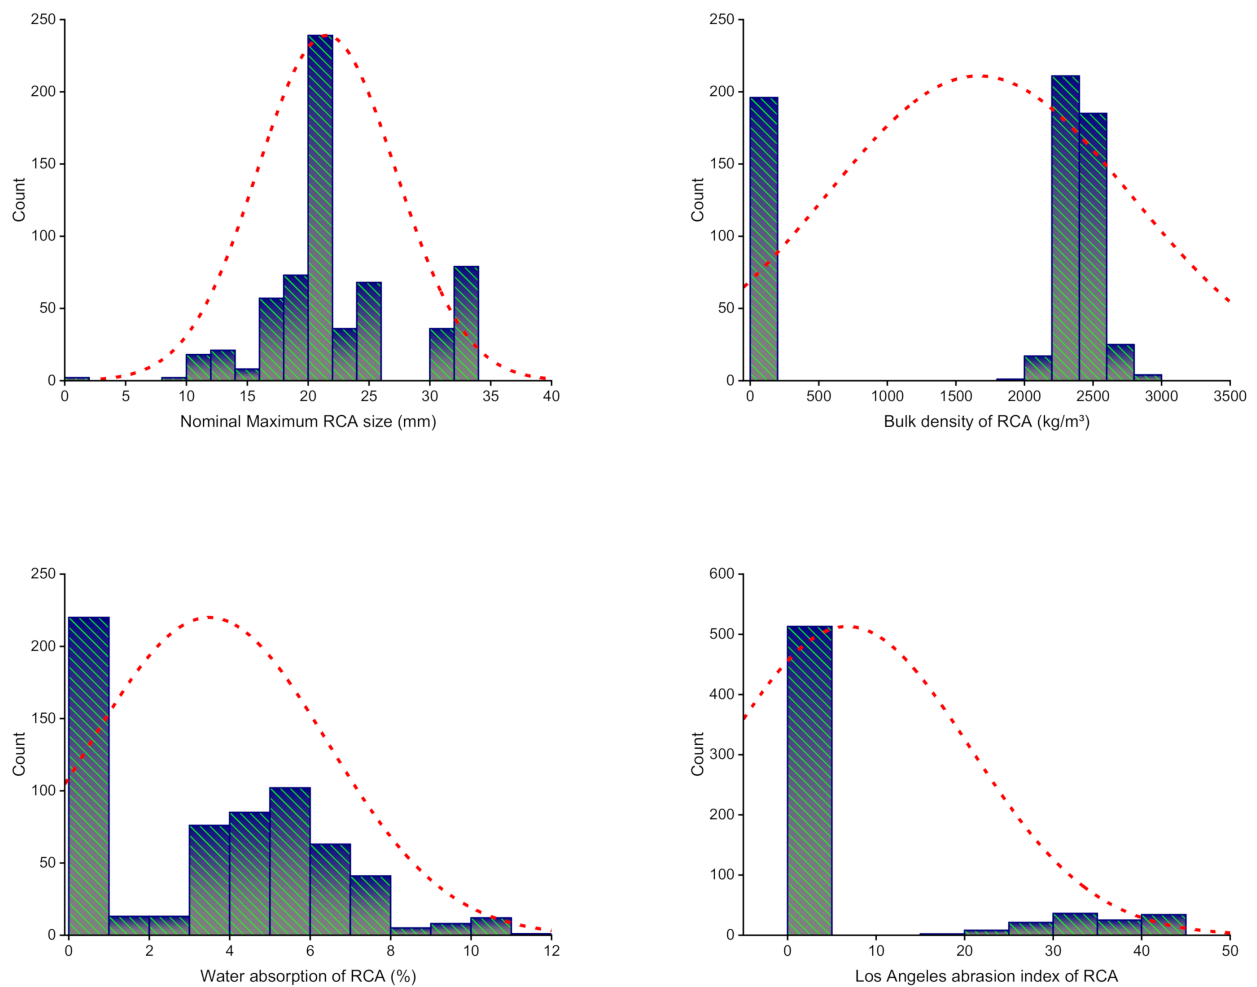 250
200
150
100
50
0
Count
0 5 10 15 20 25 30 35 40
Nominal Maximum RCA size (mm)
250
200
150
100
50
0
Count
0 500 1000 1500 2000 2500 3000 3500
Bulk density of RCA (kg/m³)
250
200
150
100
50
0
Count
0 2 4 6 8 10 12
Water absorption of RCA (%)
600
500
400
300
200
100
0
Count
0 10 20 30 40 50
Los Angeles abrasion index of RCA